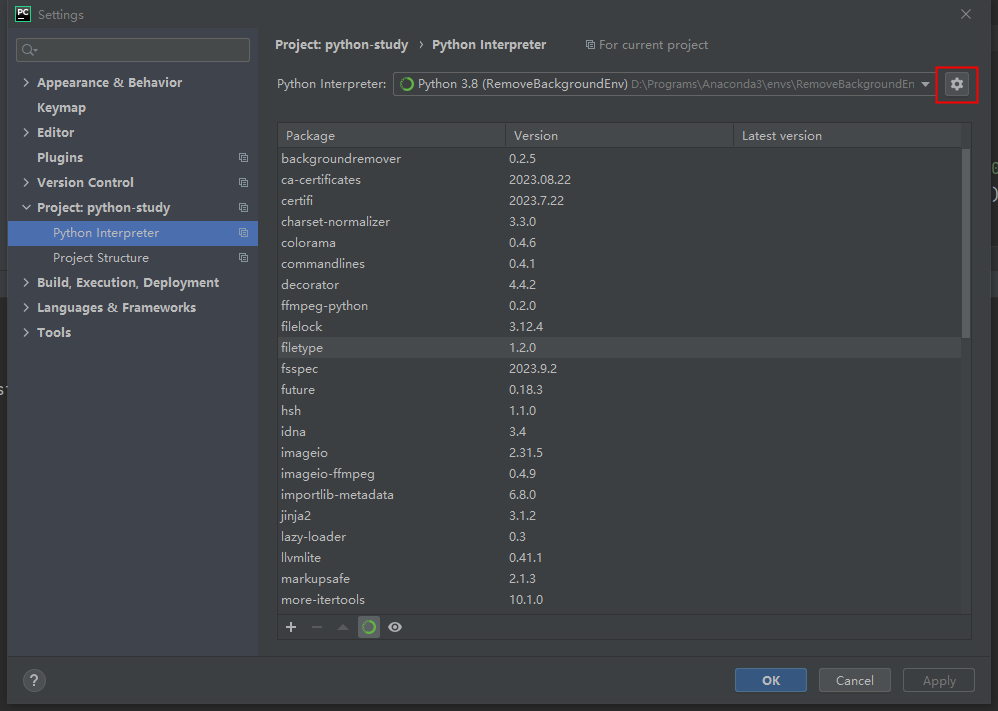 PC
Settings
Project: python-study › Python Interpreter For current project
Python Interpreter: Python 3.8 (RemoveBackgroundEnv) D:\Programs\Anaconda3\envs\RemoveBackgroundEn
Appearance & Behavior
Keymap
Editor
Plugins
Version Control
Project: python-study
Python Interpreter
Project Structure
Build, Execution, Deployment
Languages & Frameworks
Tools
Package Version Latest version
backgroundremover 0.2.5
ca-certificates 2023.08.22
certifi 2023.7.22
charset-normalizer 3.3.0
colorama 0.4.6
commandlines 0.4.1
decorator 4.4.2
ffmpeg-python 0.2.0
filelock 3.12.4
filetype 1.2.0
fsspec 2023.9.2
future 0.18.3
hsh 1.1.0
idna 3.4
imageio 2.31.5
imageio-ffmpeg 0.4.9
importlib-metadata 6.8.0
jinja2 3.1.2
lazy-loader 0.3
llvmlite 0.41.1
markupsafe 2.1.3
more-itertools 10.1.0
?
OK Cancel Apply